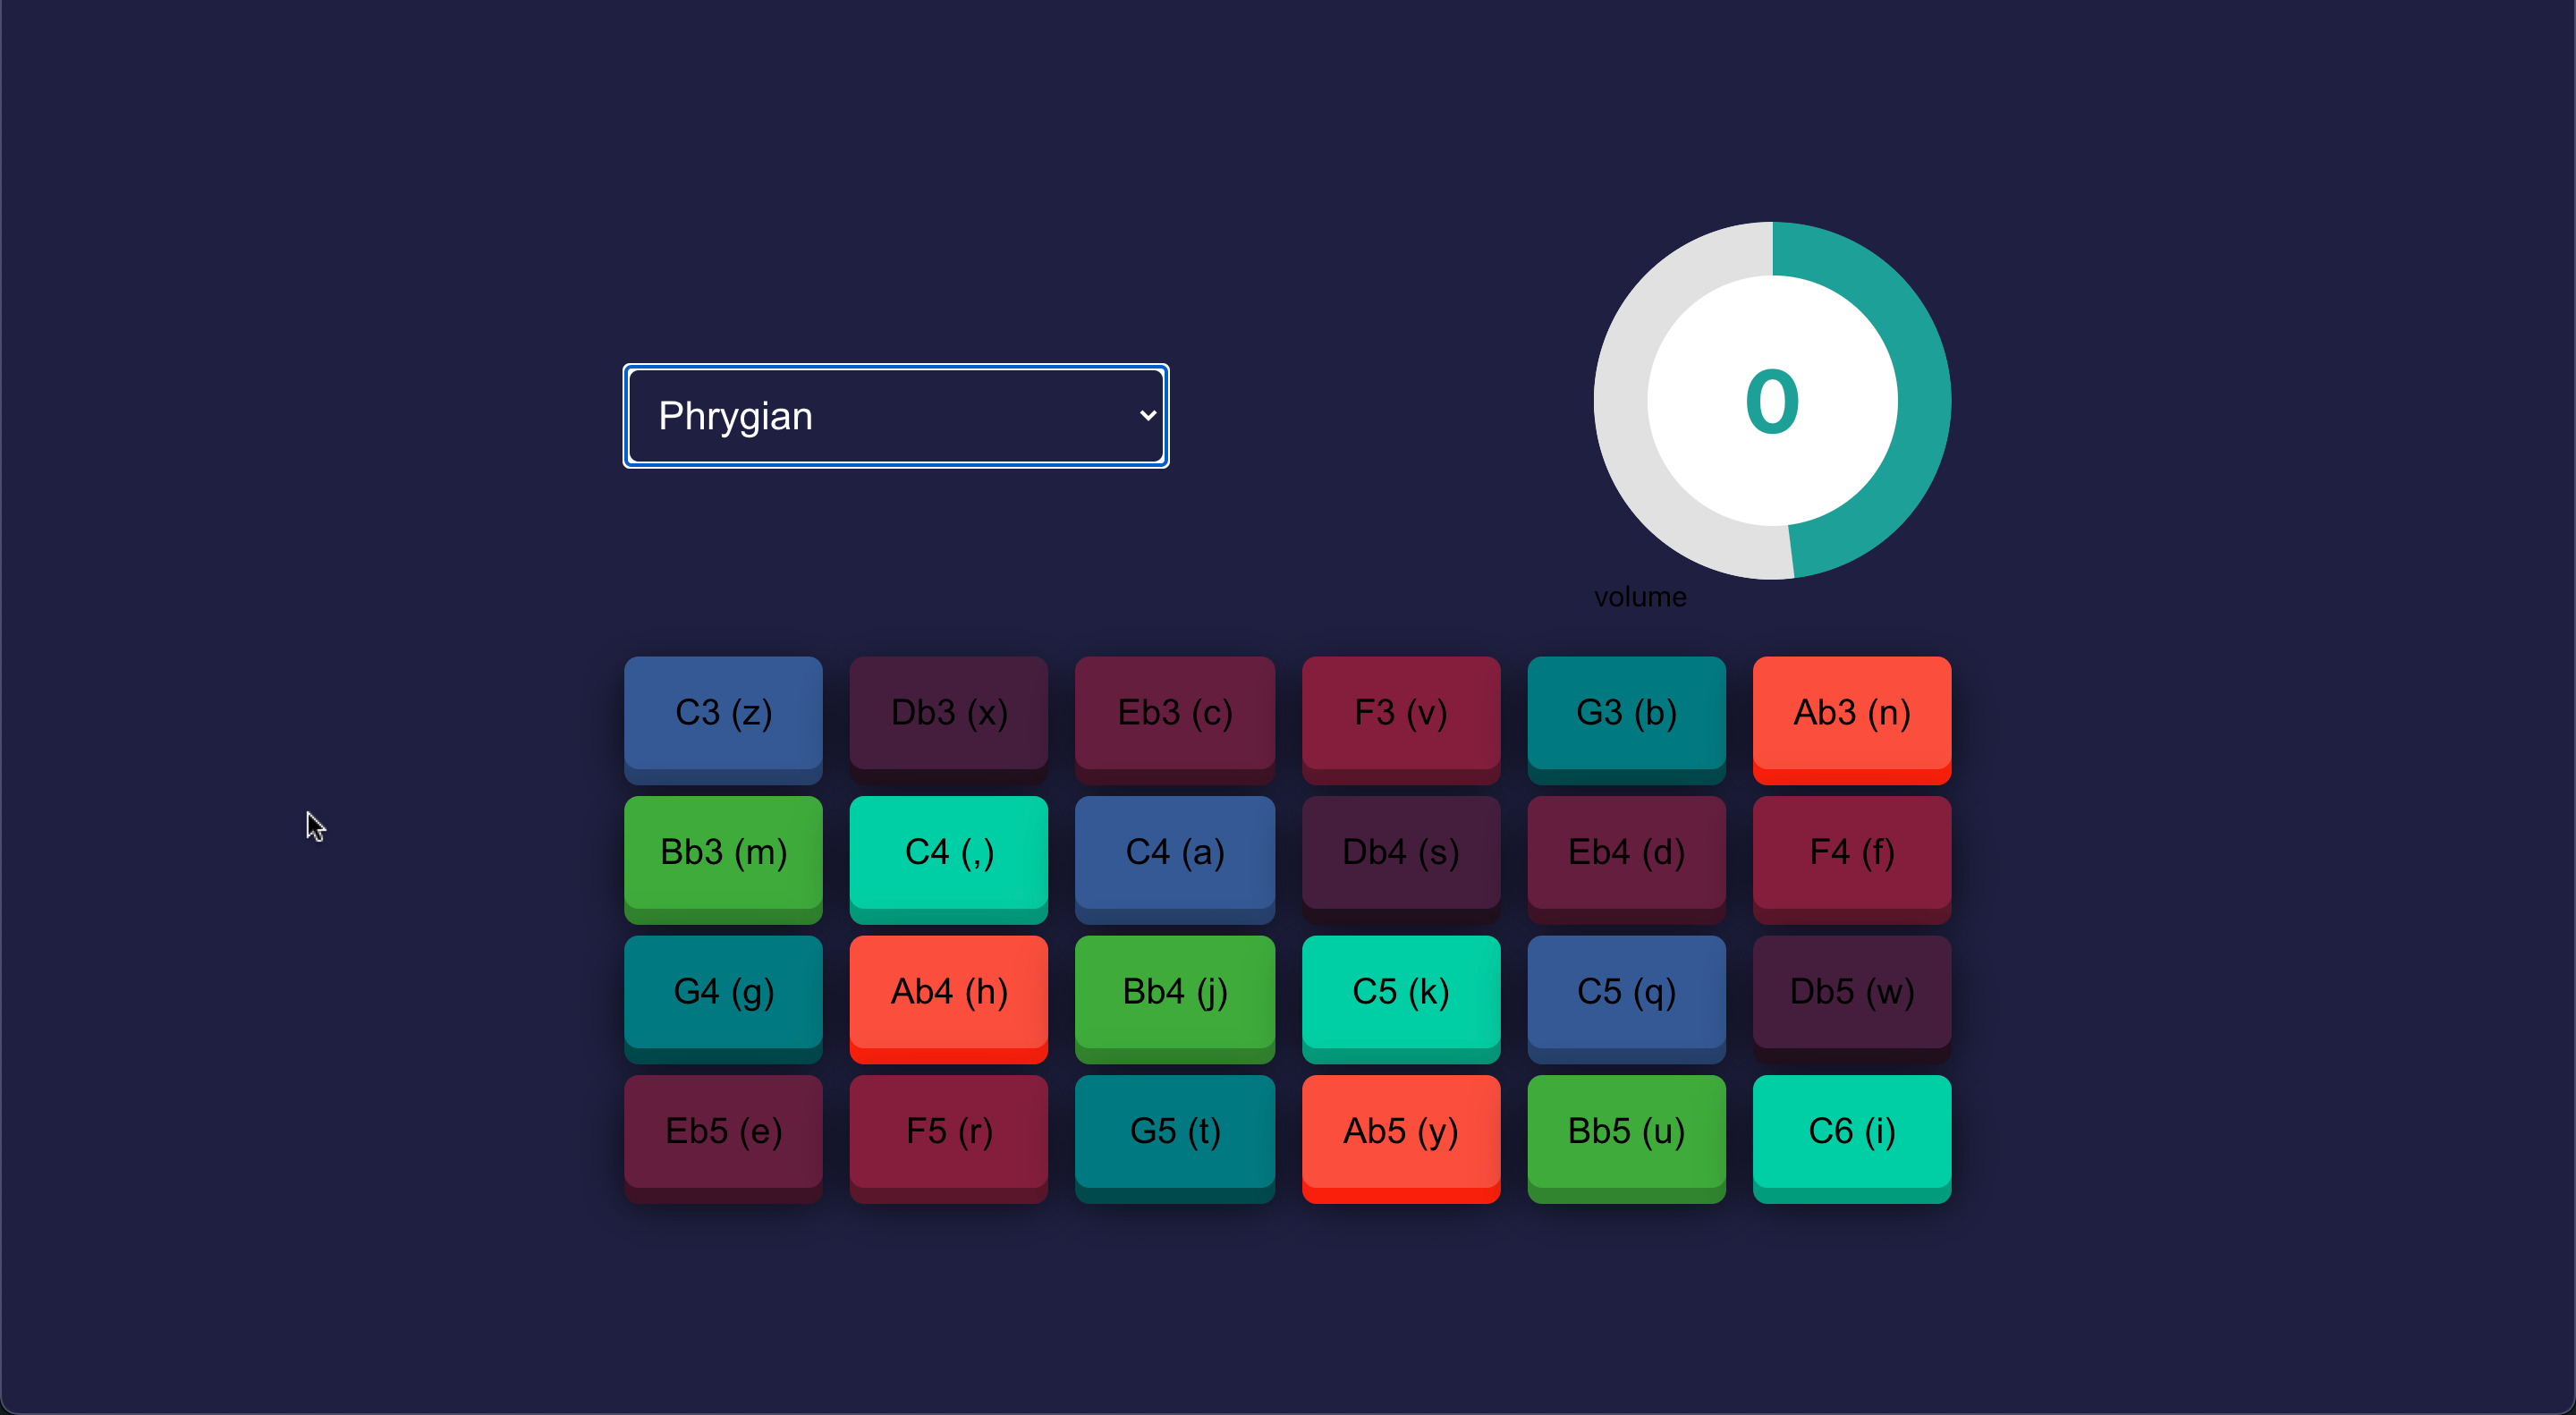 Phrygian
0
volume
C3 (z) Db3 (x) Eb3 (c) F3 (v) G3 (b) Ab3 (n)
Bb3 (m) C4 (,) C4 (a) Db4 (s) Eb4 (d) F4 (f)
G4 (g) Ab4 (h) Bb4 (j) C5 (k) C5 (q) Db5 (w)
Eb5 (e) F5 (r) G5 (t) Ab5 (y) Bb5 (u) C6 (i)